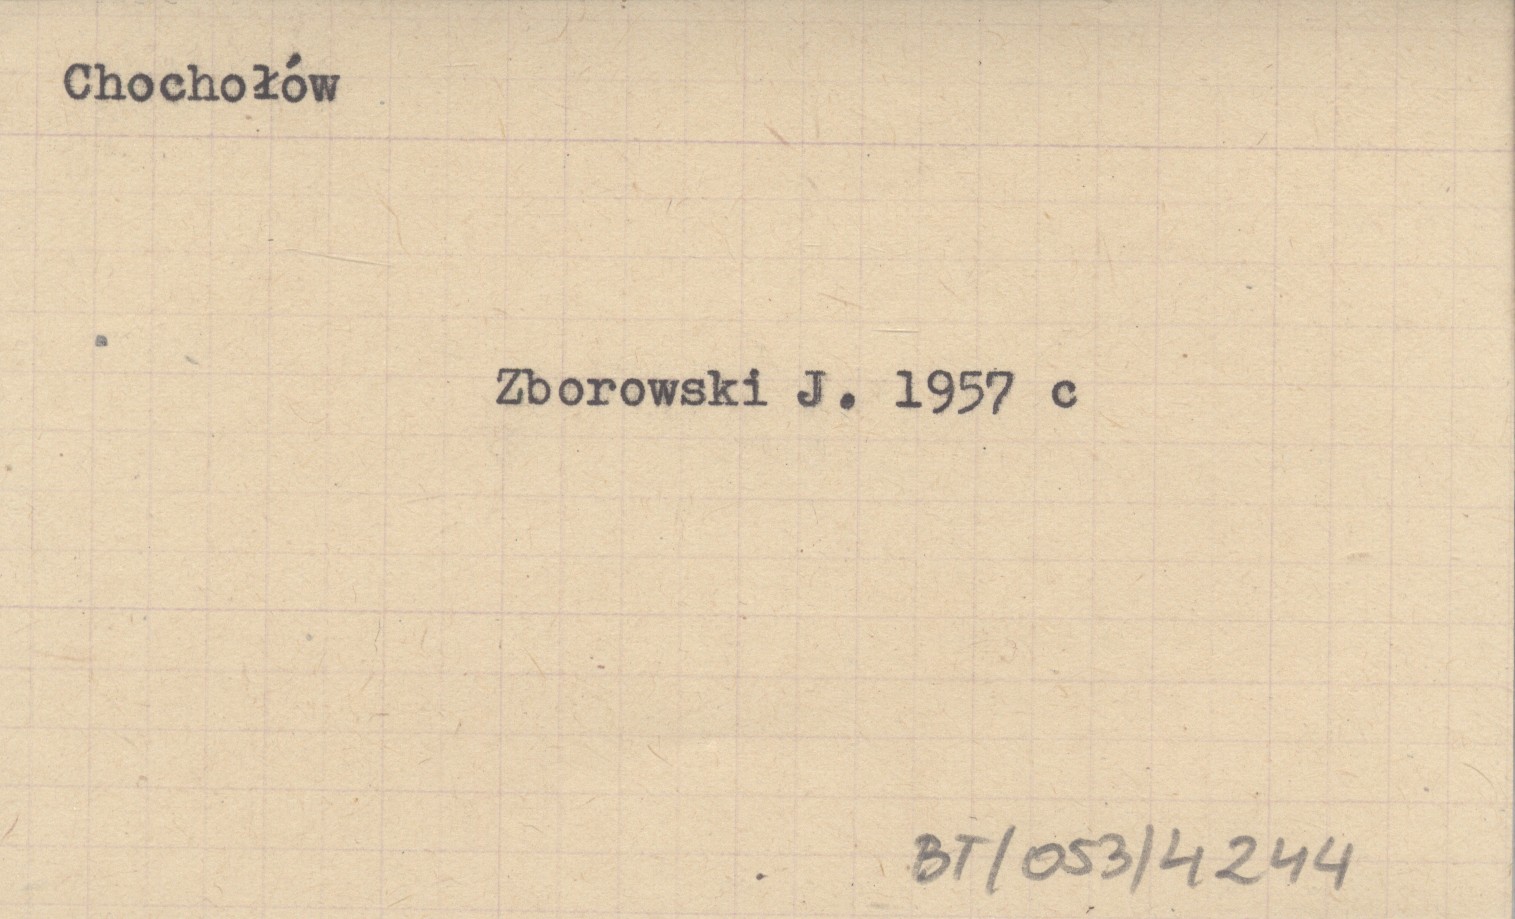 Chochołów
Zborowski J. 1957 c
BT/053/4244